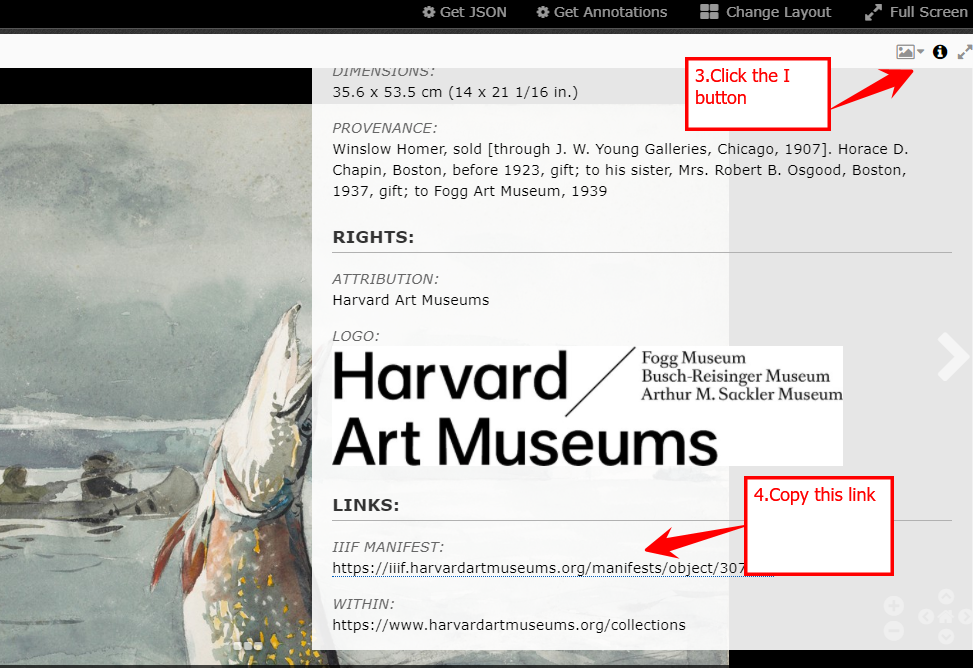 Get JSON Get Annotations Change Layout Full Screen
3.Click the I
button
DIMENSIONS:
35.6 x 53.5 cm (14 x 21 1/16 in.)
PROVENANCE:
Winslow Homer, sold [through J. W. Young Galleries, Chicago, 1907]. Horace D.
Chapin, Boston, before 1923, gift; to his sister, Mrs. Robert B. Osgood, Boston,
1937, gift; to Fogg Art Museum, 1939
RIGHTS:
ATTRIBUTION:
Harvard Art Museums
LOGO:
Harvard
Art Museums
Fogg Museum
Busch-Reisinger Museum
Arthur M. Sackler Museum
LINKS:
4.Copy this link
IIIF MANIFEST:
https://iiif.harvardartmuseums.org/manifests/object/307
WITHIN:
https://www.harvardartmuseums.org/collections